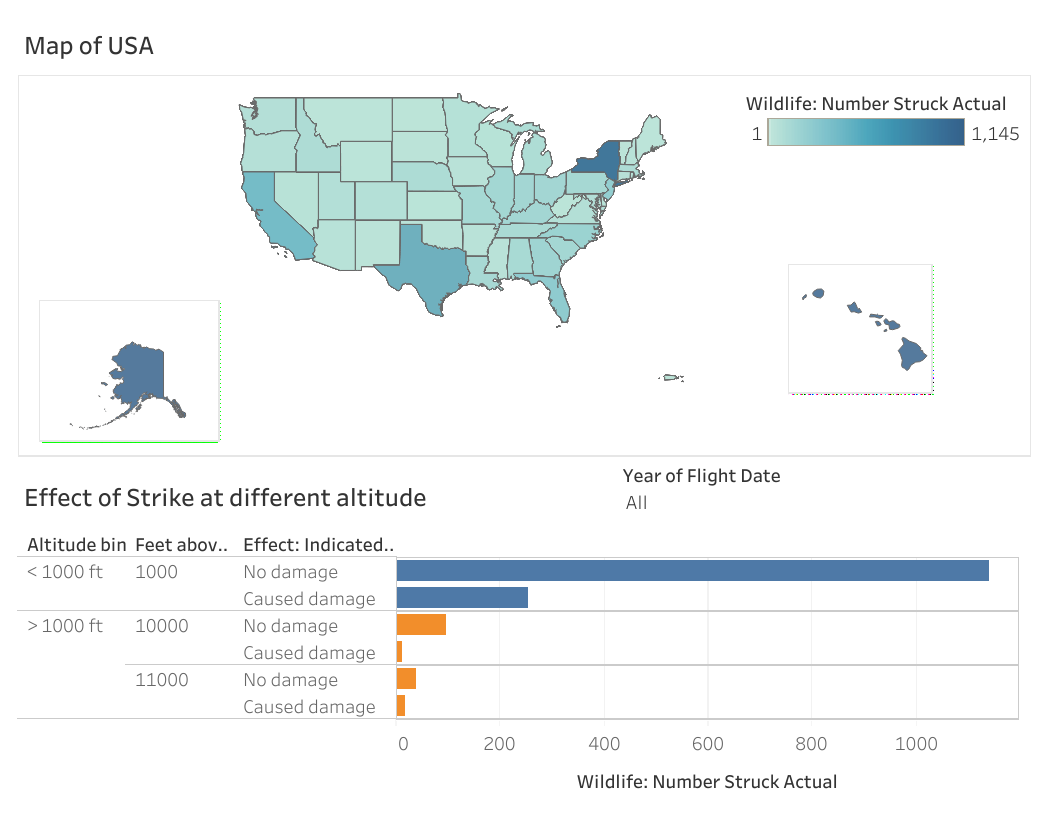 Map of USA
Wildlife: Number Struck Actual
1 1,145
Year of Flight Date
All
Effect of Strike at different altitude
Altitude bin Feet abov.. Effect: Indicated..
< 1000 ft 1000 No damage
Caused damage
> 1000 ft 10000 No damage
Caused damage
11000 No damage
Caused damage
0 200 400 600 800 1000
Wildlife: Number Struck Actual